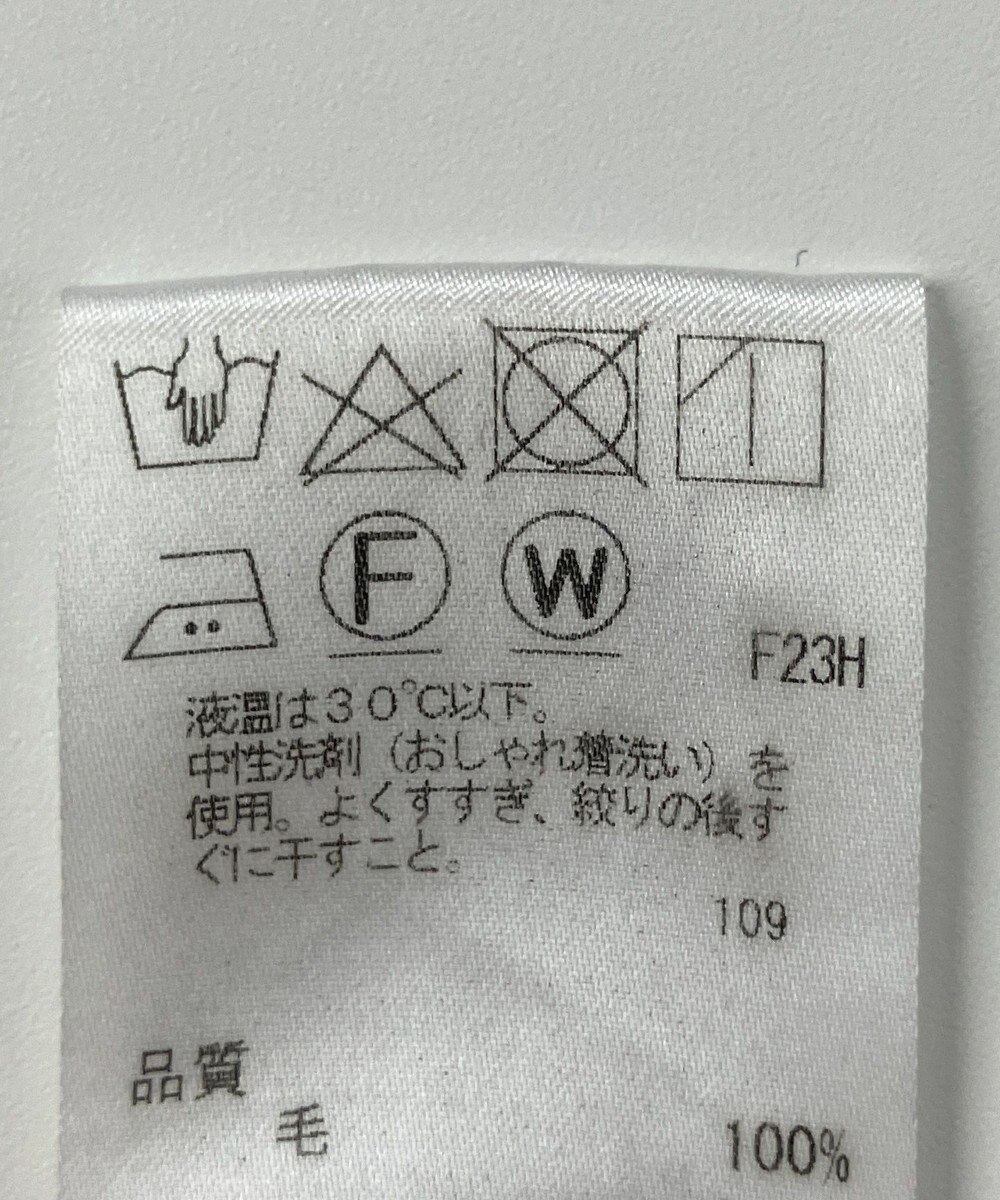 F W
F23H
液温は30℃以下。
中性洗剤（おしゃれ着洗い）を
使用。よくすすぎ、絞りの後す
ぐに干すこと。
109
品質
毛 100%